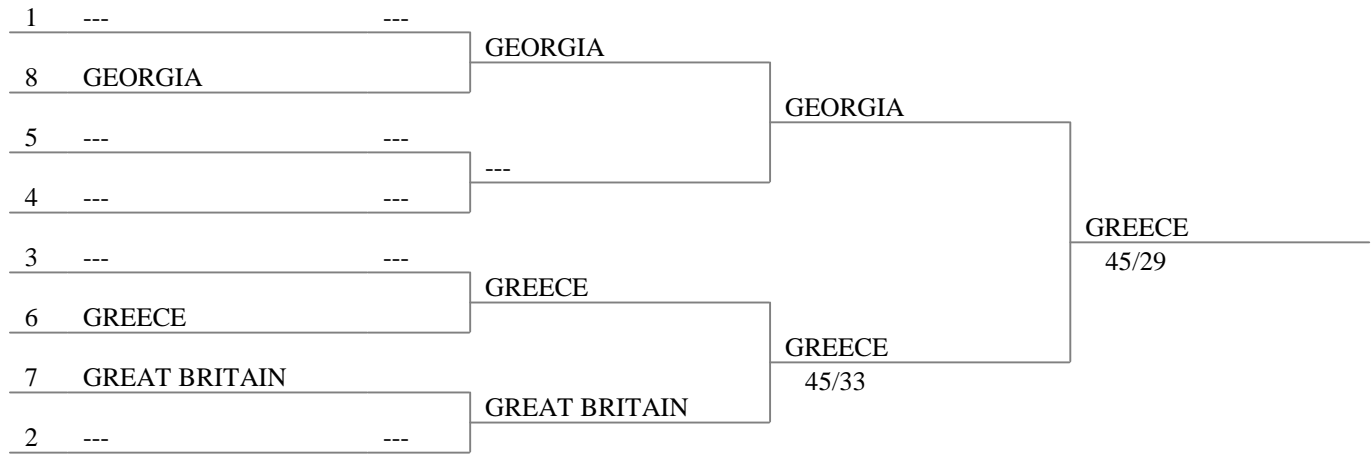 1 --- ---
GEORGIA
8 GEORGIA
GEORGIA
5 --- ---
---
4 --- ---
GREECE
3 --- ---
45/29
GREECE
6 GREECE
GREECE
7 GREAT BRITAIN
45/33
GREAT BRITAIN
2 --- ---